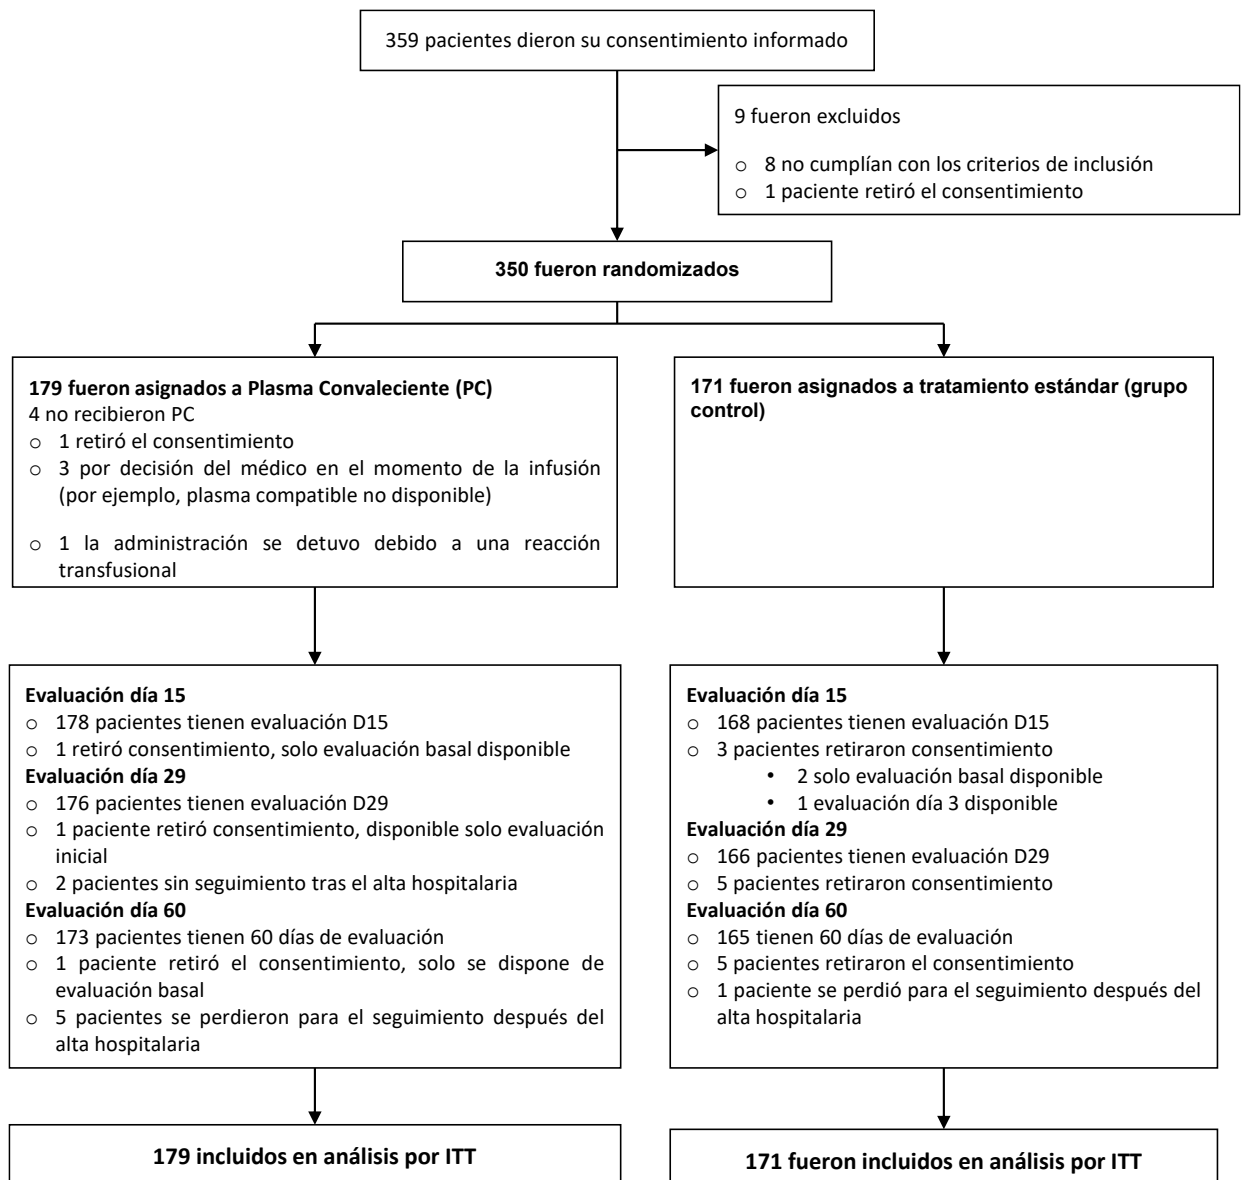 359 pacientes dieron su consentimiento informado
9 fueron excluidos
o 8 no cumplían con los criterios de inclusión
o 1 paciente retiró el consentimiento
350 fueron randomizados
179 fueron asignados a Plasma Convaleciente (PC)
4 no recibieron PC
o 1 retiró el consentimiento
o 3 por decisión del médico en el momento de la infusión
(por ejemplo, plasma compatible no disponible)
o 1 la administración se detuvo debido a una reacción
transfusional
171 fueron asignados a tratamiento estándar (grupo
control)
Evaluación día 15
o 178 pacientes tienen evaluación D15
o 1 retiró consentimiento, solo evaluación basal disponible
Evaluación día 29
o 176 pacientes tienen evaluación D29
o 1 paciente retiró consentimiento, disponible solo evaluación
inicial
o 2 pacientes sin seguimiento tras el alta hospitalaria
Evaluación día 60
o 173 pacientes tienen 60 días de evaluación
o 1 paciente retiró el consentimiento, solo se dispone de
evaluación basal
o 5 pacientes se perdieron para el seguimiento después del
alta hospitalaria
Evaluación día 15
o 168 pacientes tienen evaluación D15
o 3 pacientes retiraron consentimiento
• 2 solo evaluación basal disponible
• 1 evaluación día 3 disponible
Evaluación día 29
o 166 pacientes tienen evaluación D29
o 5 pacientes retiraron consentimiento
Evaluación día 60
o 165 tienen 60 días de evaluación
o 5 pacientes retiraron el consentimiento
o 1 paciente se perdió para el seguimiento después del
alta hospitalaria
179 incluidos en análisis por ITT
171 fueron incluidos en análisis por ITT